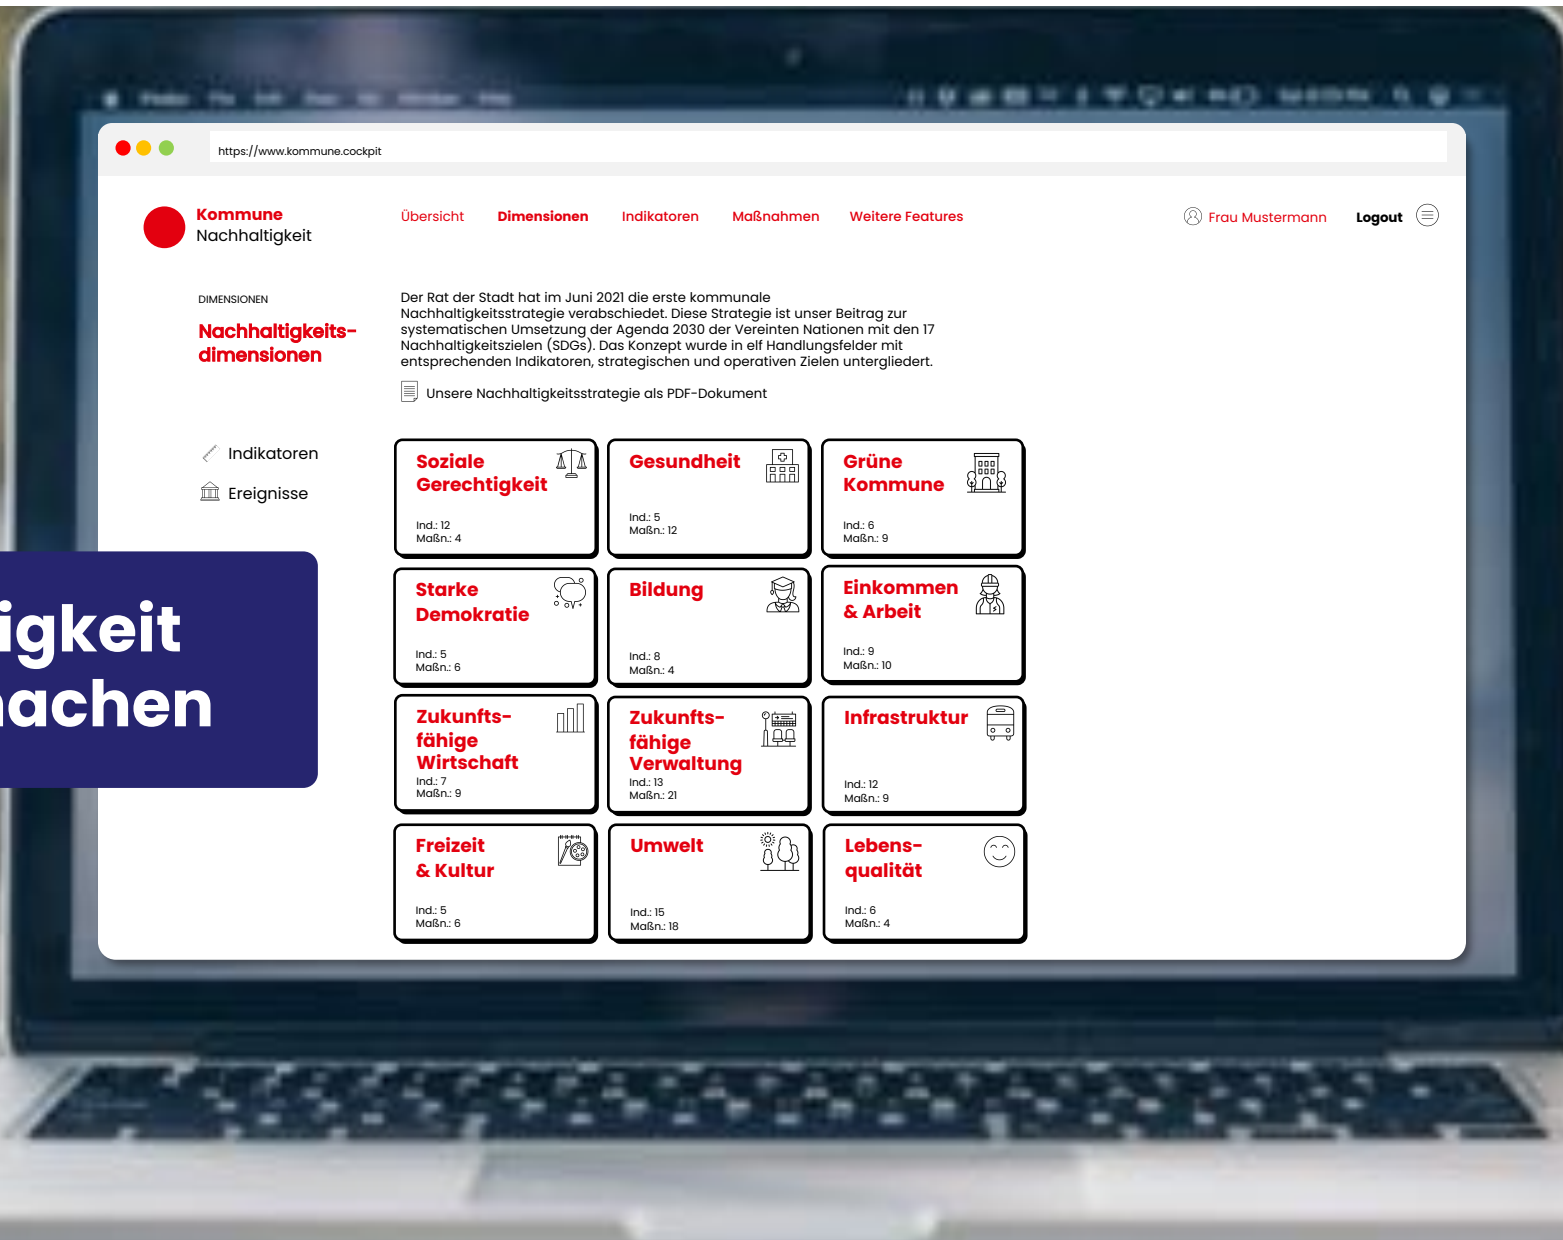 https://www.kommune.cockpit
Kommune
Nachhaltigkeit
Übersicht Dimensionen Indikatoren Maßnahmen Weitere Features
Frau Mustermann Logout
DIMENSIONEN
Nachhaltigkeits-
dimensionen
Der Rat der Stadt hat im Juni 2021 die erste kommunale
Nachhaltigkeitsstrategie verabschiedet. Diese Strategie ist unser Beitrag zur
systematischen Umsetzung der Agenda 2030 der Vereinten Nationen mit den 17
Nachhaltigkeitszielen (SDGs). Das Konzept wurde in elf Handlungsfelder mit
entsprechenden Indikatoren, strategischen und operativen Zielen untergliedert.
Unsere Nachhaltigkeitsstrategie als PDF-Dokument
Indikatoren
Ereignisse
igkeit
achen
Soziale
Gerechtigkeit
Ind.: 12
Maßn.: 4
Gesundheit
Ind.: 5
Maßn.: 12
Grüne
Kommune
Ind.: 6
Maßn.: 9
Starke
Demokratie
Ind.: 5
Maßn.: 6
Bildung
Ind.: 8
Maßn.: 4
Einkommen
& Arbeit
Ind.: 9
Maßn.: 10
Zukunfts-
fähige
Wirtschaft
Ind.: 7
Maßn.: 9
Zukunfts-
fähige
Verwaltung
Ind.: 13
Maßn.: 21
Infrastruktur
Ind.: 12
Maßn.: 9
Freizeit
& Kultur
Ind.: 5
Maßn.: 6
Umwelt
Ind.: 15
Maßn.: 18
Lebens-
qualität
Ind.: 6
Maßn.: 4